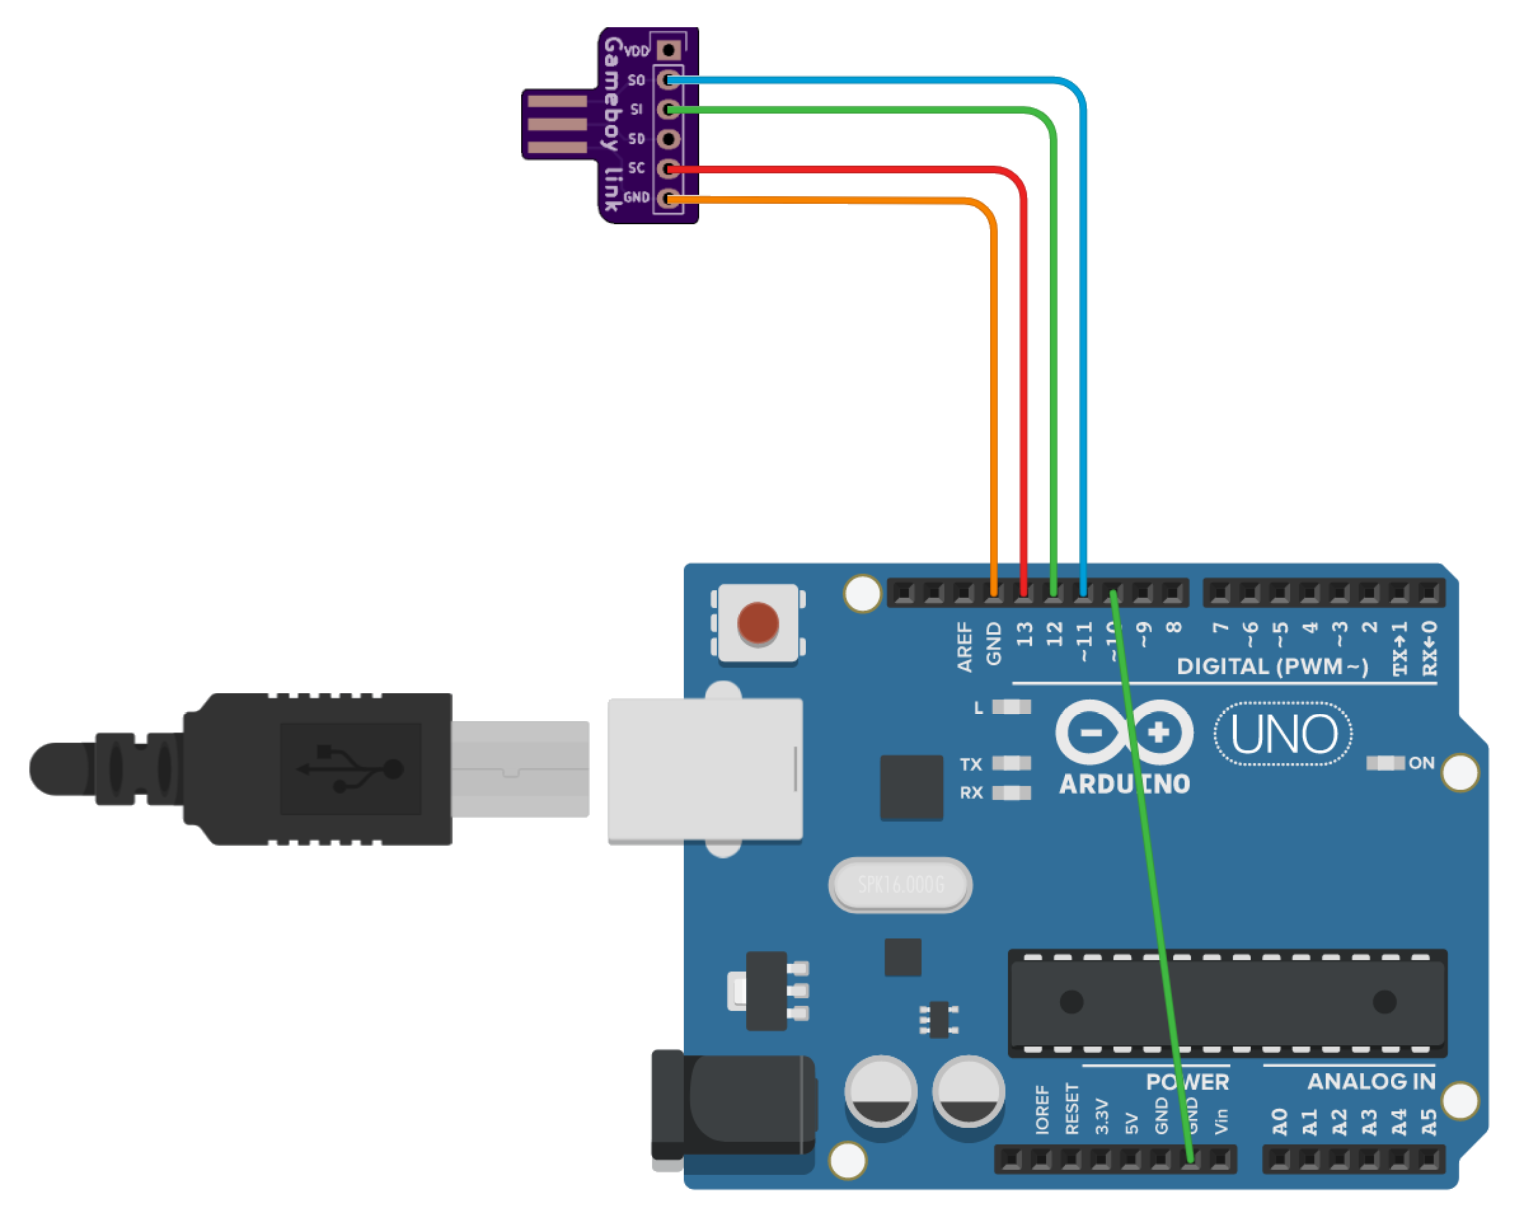 Gameboy link
VDD
SO
SI
SD
SC
GND
AREF
GND
13
12
~11
~10
~9
8
7
~6
~5
4
~3
2
TX→1
RX←0
DIGITAL (PWM~)
L
TX
RX
ARDUINO
UNO
ON
SPK16.000G
POWER
ANALOG IN
IOREF
RESET
3.3V
5V
GND
GND
Vin
A0
A1
A2
A3
A4
A5